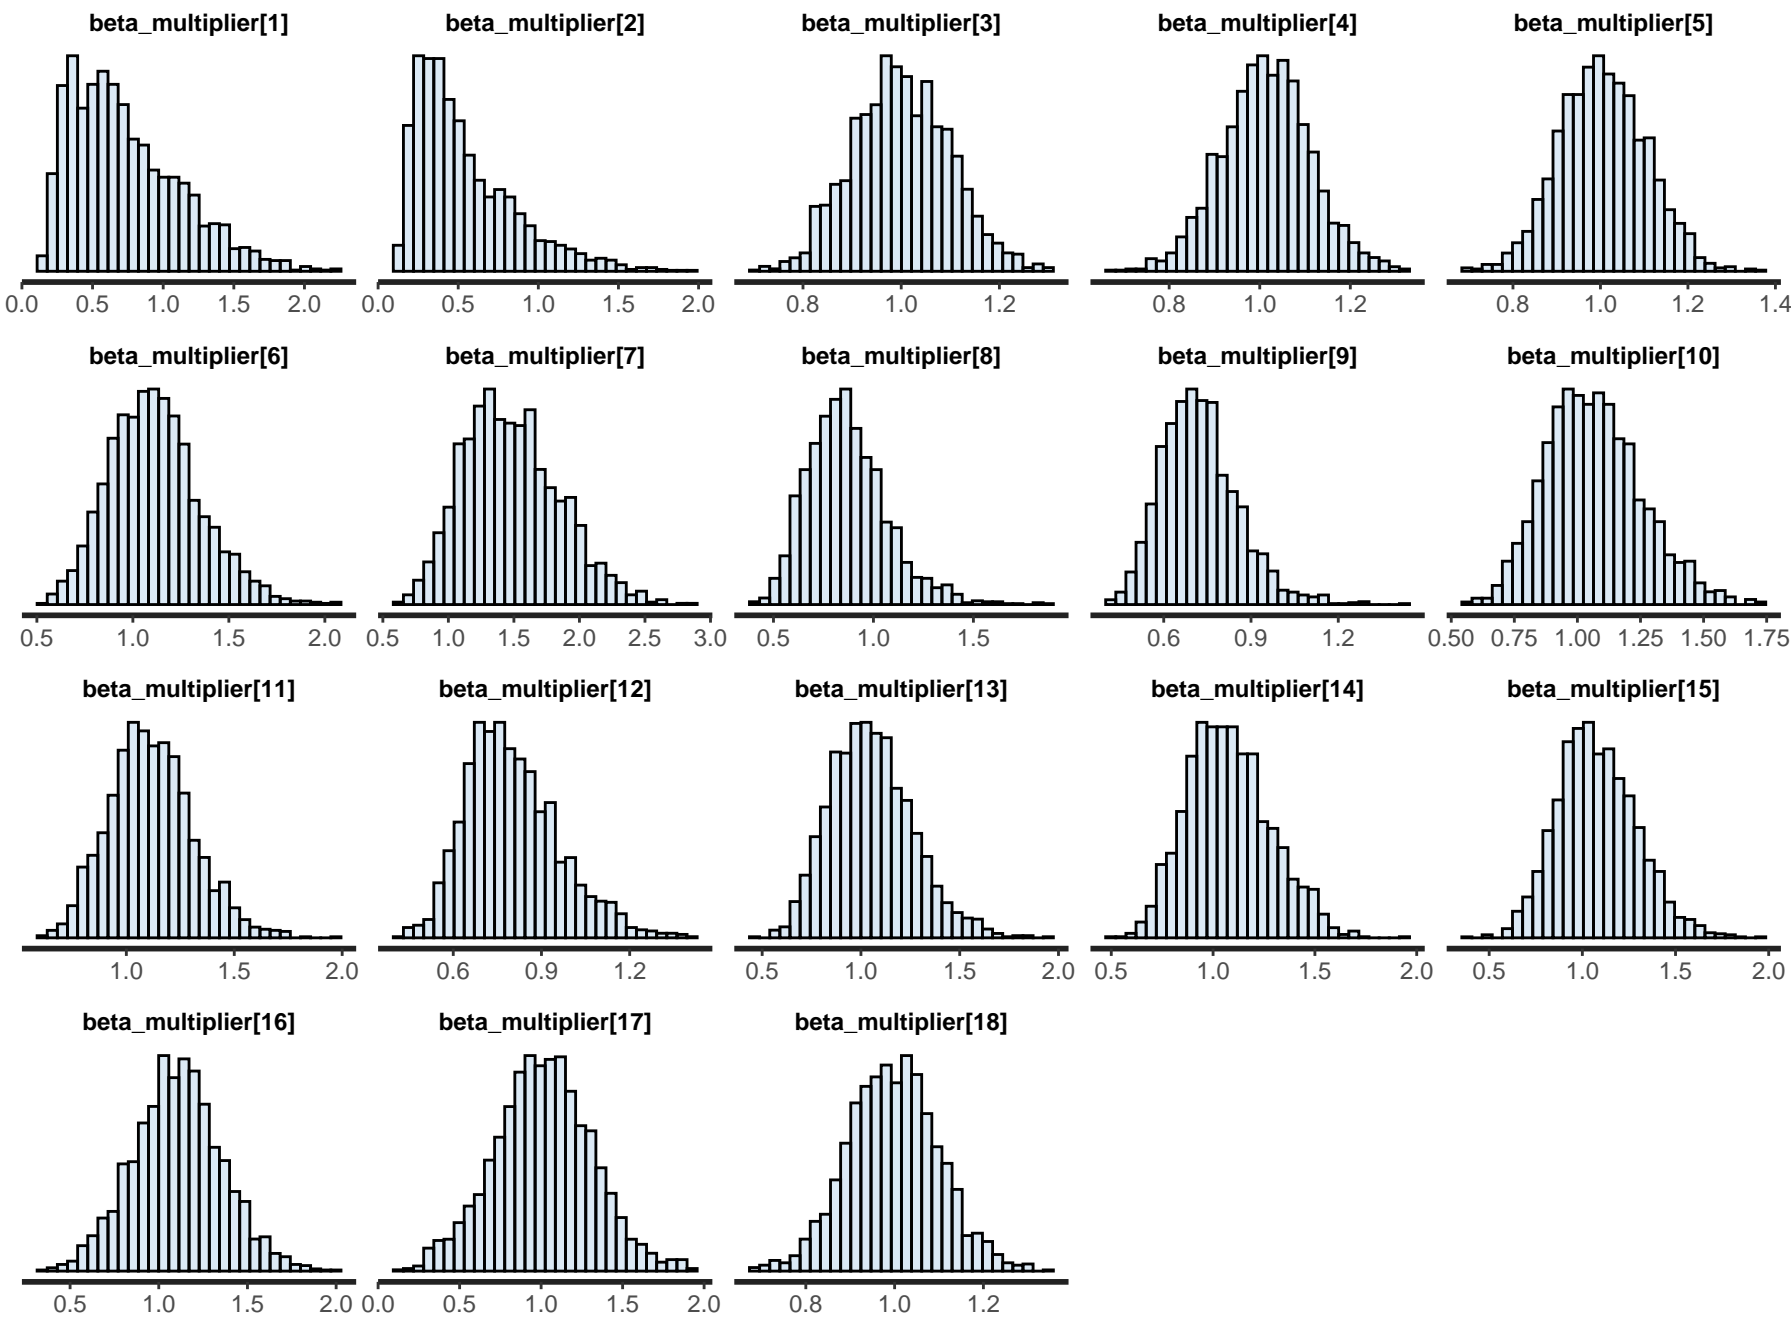 beta_multiplier[1] beta_multiplier[2] beta_multiplier[3] beta_multiplier[4] beta_multiplier[5]
0.0 0.5 1.0 1.5 2.0 0.0 0.5 1.0 1.5 2.0 0.8 1.0 1.2 0.8 1.0 1.2 0.8 1.0 1.2 1.4
beta_multiplier[6] beta_multiplier[7] beta_multiplier[8] beta_multiplier[9] beta_multiplier[10]
0.5 1.0 1.5 2.0 0.5 1.0 1.5 2.0 2.5 3.0 0.5 1.0 1.5 0.6 0.9 1.2 0.50 0.75 1.00 1.25 1.50 1.75
beta_multiplier[11] beta_multiplier[12] beta_multiplier[13] beta_multiplier[14] beta_multiplier[15]
1.0 1.5 2.0 0.6 0.9 1.2 0.5 1.0 1.5 2.0 0.5 1.0 1.5 2.0 0.5 1.0 1.5 2.0
beta_multiplier[16] beta_multiplier[17] beta_multiplier[18]
0.5 1.0 1.5 2.0 0.0 0.5 1.0 1.5 2.0 0.8 1.0 1.2